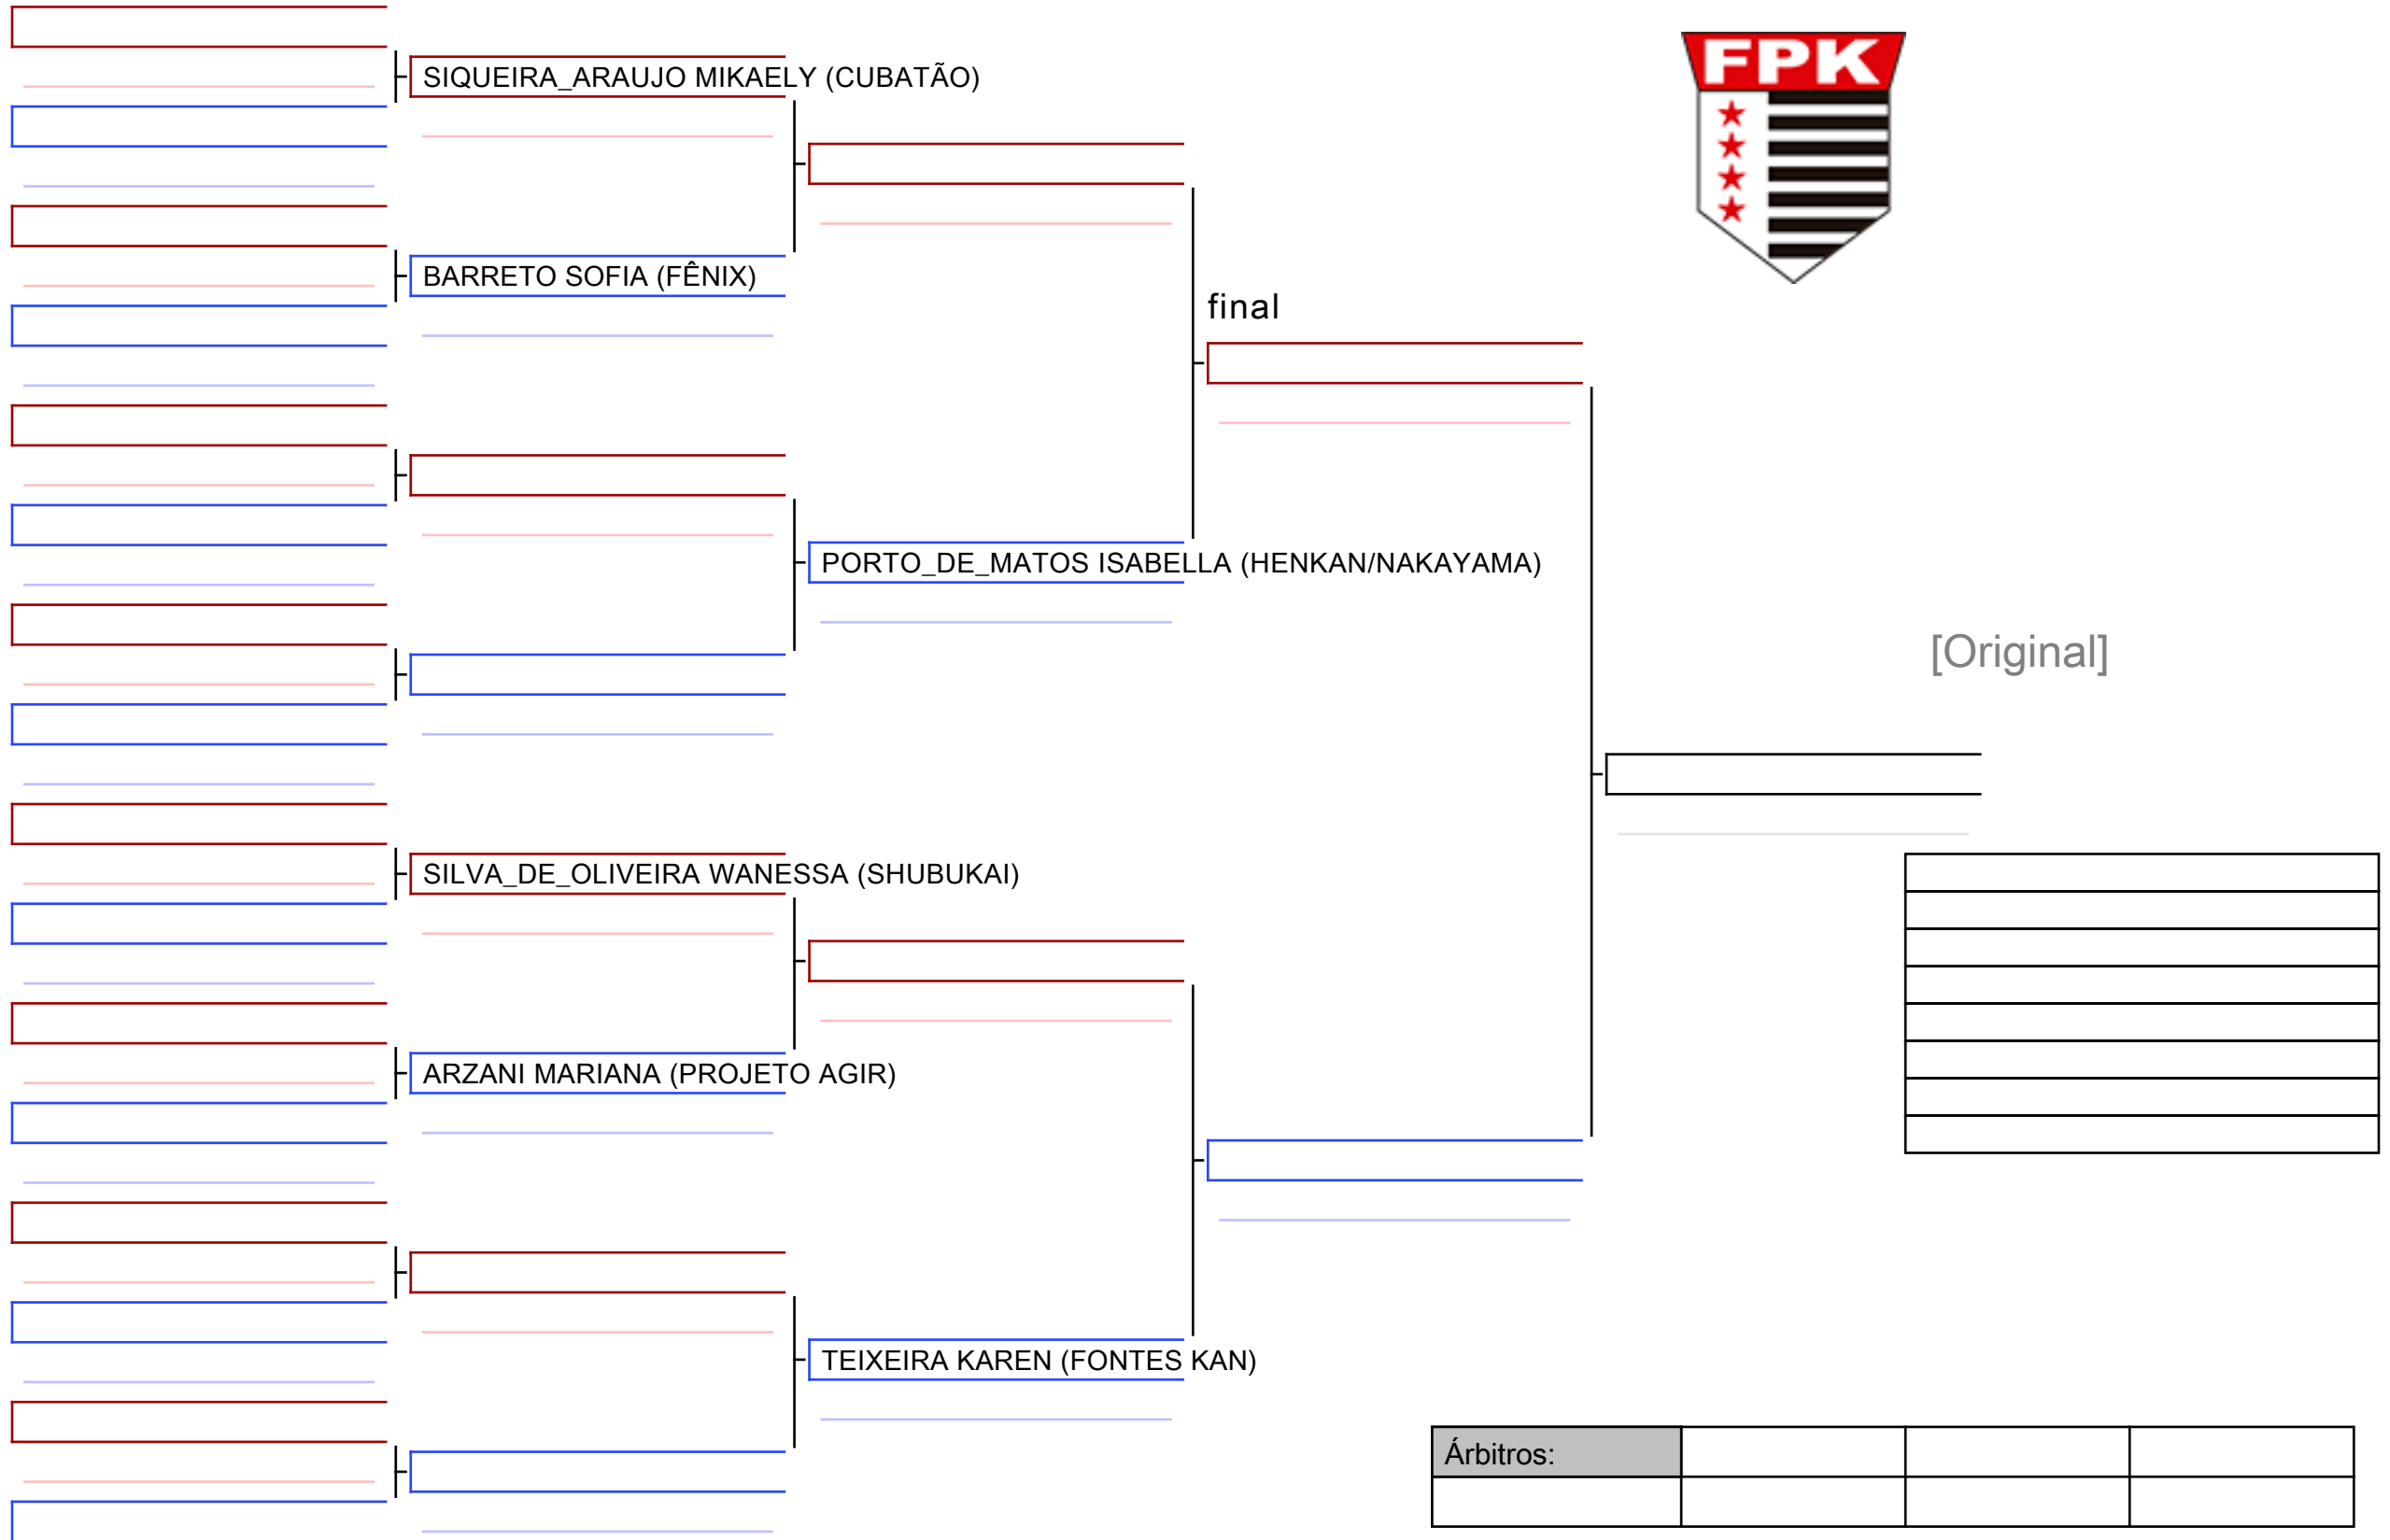 FPK
SIQUEIRA_ARAUJO MIKAELY (CUBATÃO)
BARRETO SOFIA (FÊNIX)
final
PORTO_DE_MATOS ISABELLA (HENKAN/NAKAYAMA)
[Original]
SILVA_DE_OLIVEIRA WANESSA (SHUBUKAI)
ARZANI MARIANA (PROJETO AGIR)
TEIXEIRA KAREN (FONTES KAN)
Árbitros: